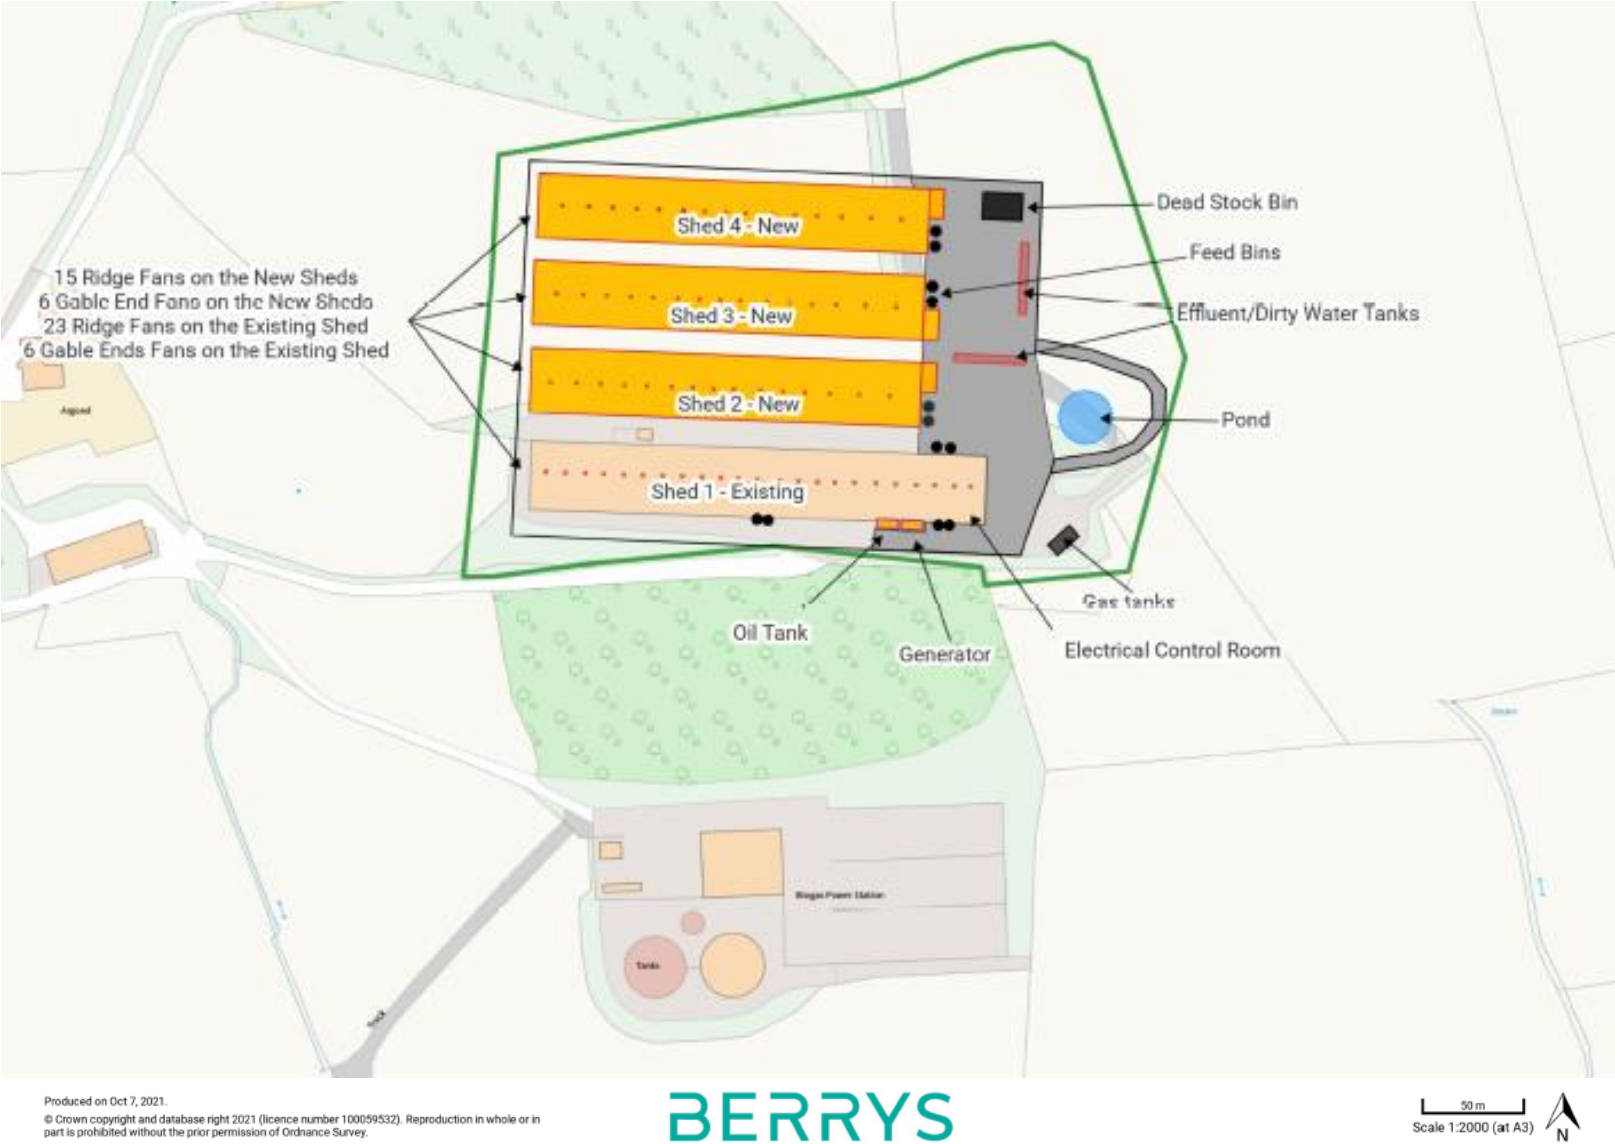 Shed 4 - New
Dead Stock Bin
Feed Bins
15 Ridge Fans on the New Sheds
6 Gable End Fans on the New Sheds
23 Ridge Fans on the Existing Shed
6 Gable Ends Fans on the Existing Shed
Shed 3 - New
Effluent/Dirty Water Tanks
Shed 2 - New
Asgood
Pond
Shed 1 - Existing
Gas tanks
Oil Tank
Generator
Electrical Control Room
Biogas Power Station
Tanks
Track
Produced on Oct 7, 2021.
© Crown copyright and database right 2021 (licence number 100059532). Reproduction in whole or in
part is prohibited without the prior permission of Ordnance Survey.
BERRYS
50 m
Scale 1:2000 (at A3)
N